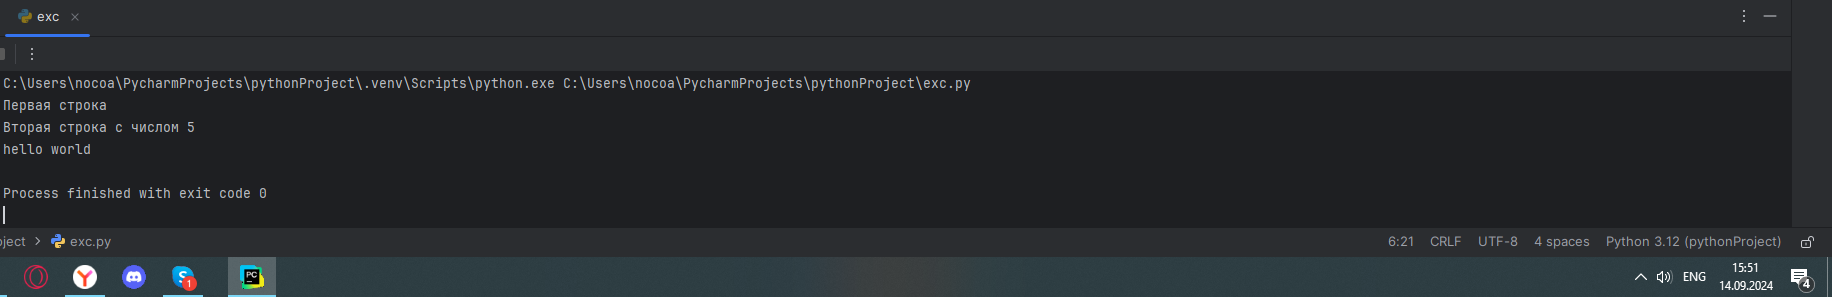 exc
C:\Users\nocoa\PycharmProjects\pythonProject\.venv\Scripts\python.exe C:\Users\nocoa\PycharmProjects\pythonProject\exc.py
Первая строка
Вторая строка с числом 5
hello world
Process finished with exit code 0
oject > exc.py 6:21 CRLF UTF-8 4 spaces Python 3.12 (pythonProject)
S 1 PC ENG 15:51 4
14.09.2024